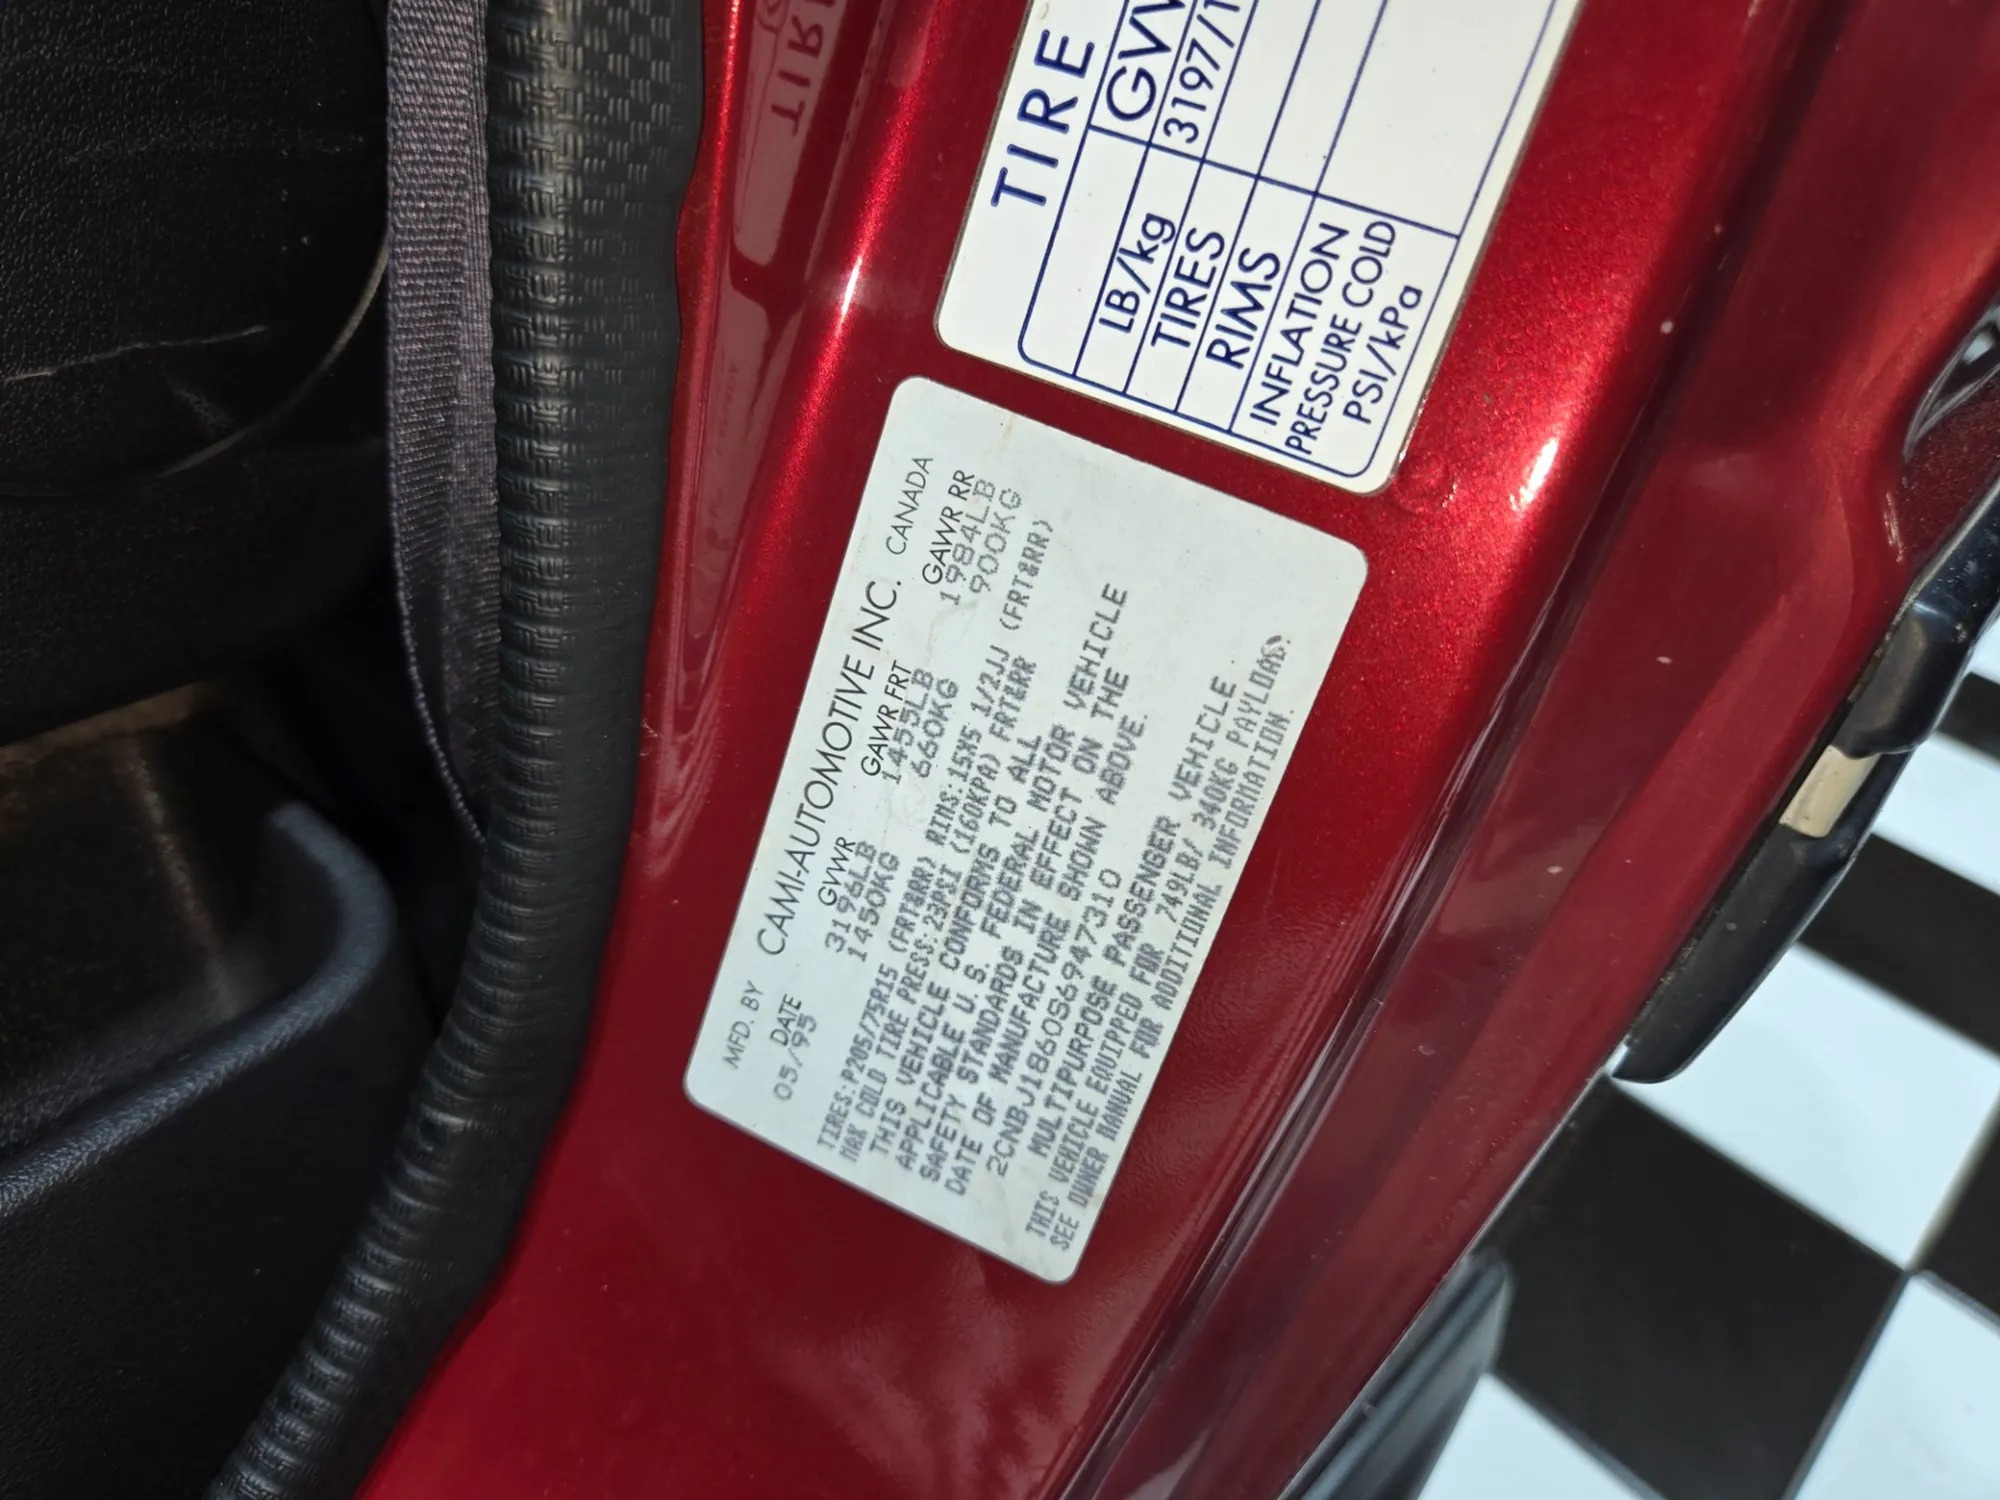 TIRE
GVW
LB/kg 3197/1
TIRES
RIMS
INFLATION
PRESSURE COLD
PSI/kPa
MFD. BY CAMI-AUTOMOTIVE INC. CANADA
DATE GVWR GAWR FRT GAWR RR
05/95 3196LB 1455LB 1984LB
1450KG 660KG 900KG
TIRES:P205/75R15 (FRT&RR) RIMS:15X5 1/2JJ (FRT&RR)
MAX COLD TIRE PRESS:23PSI (160KPA) FRT&RR
THIS VEHICLE CONFORMS TO ALL
APPLICABLE U.S. FEDERAL MOTOR VEHICLE
SAFETY STANDARDS IN EFFECT ON THE
DATE OF MANUFACTURE SHOWN ABOVE.
2CNBJ1860S6947310
MULTIPURPOSE PASSENGER VEHICLE
THIS VEHICLE EQUIPPED FOR 749LB/ 340KG PAYLOAD.
SEE OWNER MANUAL FOR ADDITIONAL INFORMATION.